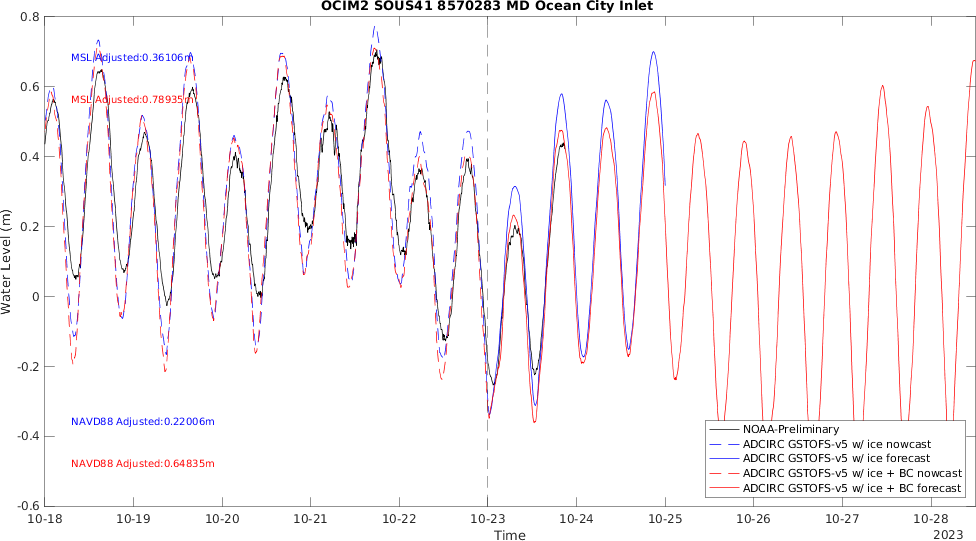 OCIM2 SOUS41 8570283 MD Ocean City Inlet
0.8
0.6
0.4
0.2
0
-0.2
-0.4
-0.6
Water Level (m)
MSL Adjusted:0.36106m
MSL Adjusted:0.78935m
NAVD88 Adjusted:0.22006m
NAVD88 Adjusted:0.64835m
NOAA-Preliminary
ADCIRC GSTOFS-v5 w/ ice nowcast
ADCIRC GSTOFS-v5 w/ ice forecast
ADCIRC GSTOFS-v5 w/ ice + BC nowcast
ADCIRC GSTOFS-v5 w/ ice + BC forecast
10-18 10-19 10-20 10-21 10-22 10-23 10-24 10-25 10-26 10-27 10-28
Time
2023